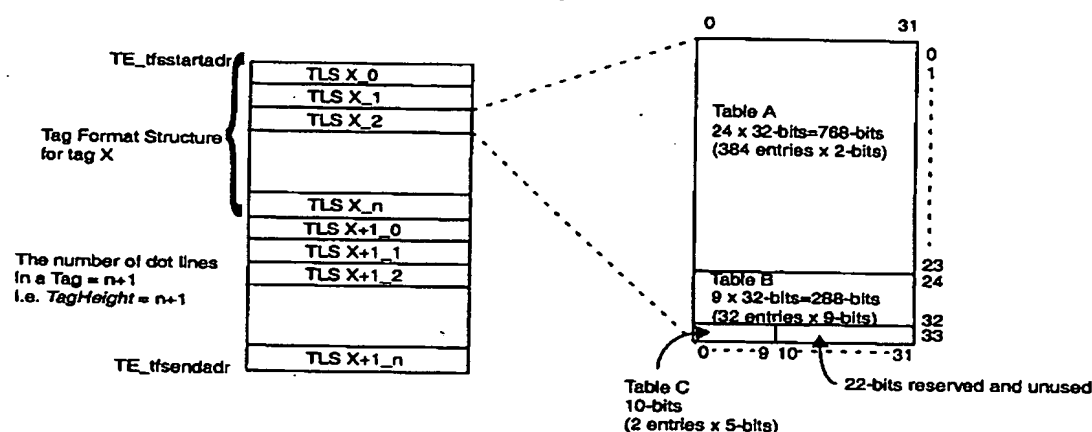 TE_tfsstartadr
TLS X_0
TLS X_1
TLS X_2
Tag Format Structure
for tag X
TLS X_n
TLS X+1_0
TLS X+1_1
TLS X+1_2
The number of dot lines
in a Tag = n+1
i.e. TagHeight = n+1
TE_tfsendadr
TLS X+1_n
0 31
0
1
Table A
24 x 32-bits=768-bits
(384 entries x 2-bits)
23
24
Table B
9 x 32-bits=288-bits
(32 entries x 9-bits)
32
33
0 9 10 31
Table C
10-bits
(2 entries x 5-bits)
22-bits reserved and unused